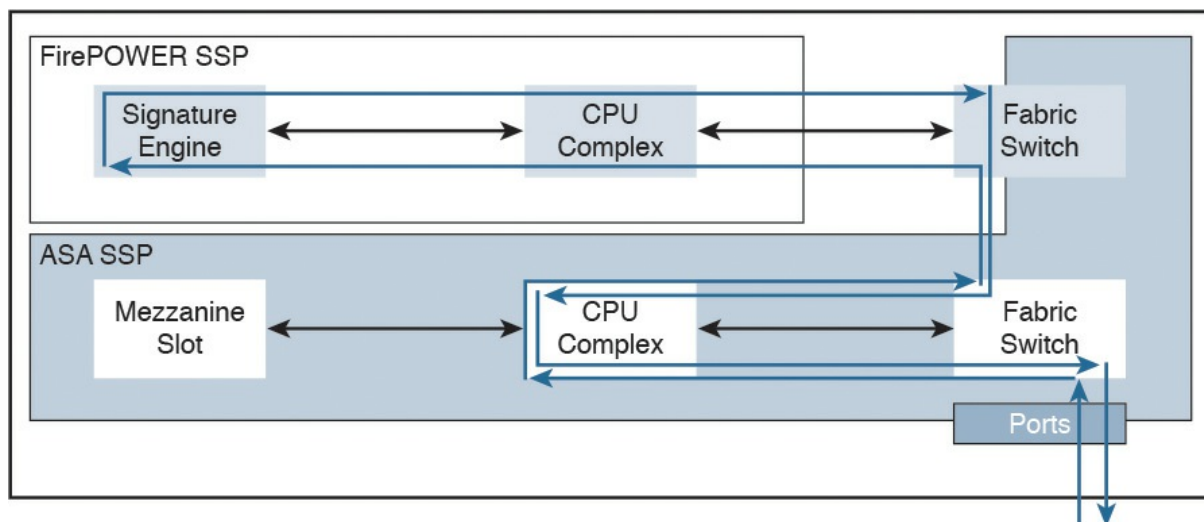 FirePOWER SSP
Signature
Engine
CPU
Complex
Fabric
Switch
ASA SSP
Mezzanine
Slot
CPU
Complex
Fabric
Switch
Ports